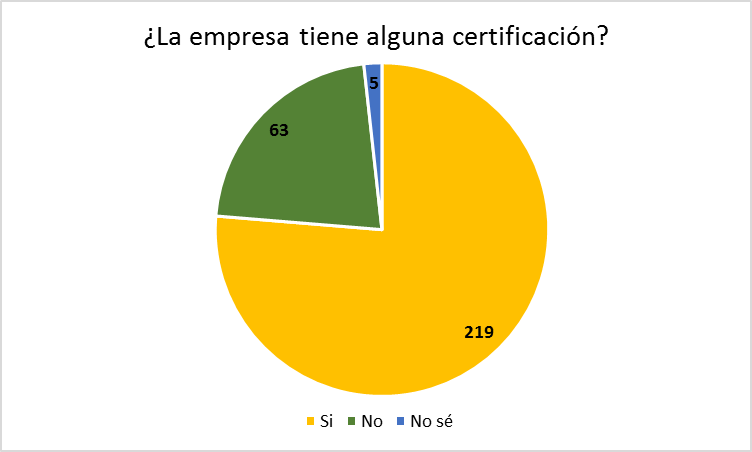 ¿La empresa tiene alguna certificación?
5
63
219
Si No No sé